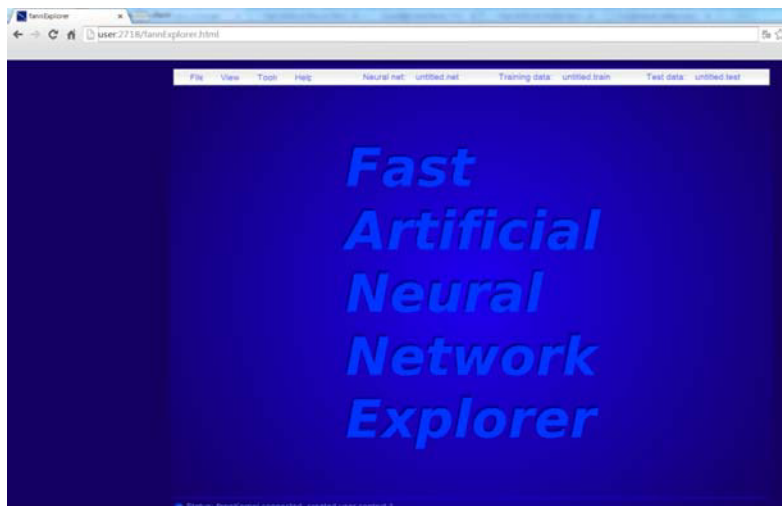 fannExplorer
user:2718/fannExplorer.html
File View Tools Help Neural net: untitled.net Training data: untitled.train Test data: untitled.test
Fast
Artificial
Neural
Network
Explorer